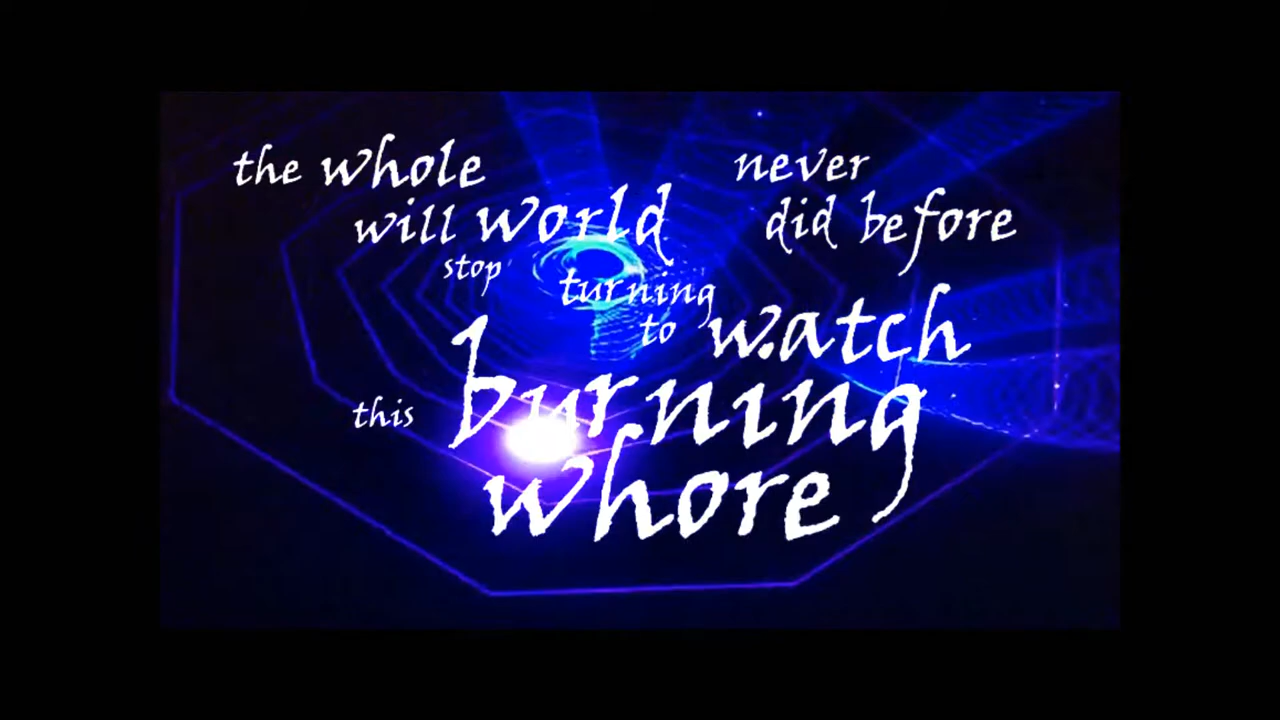 the whole
will world
stop
turning
to watch
this burning
whore
never
did before